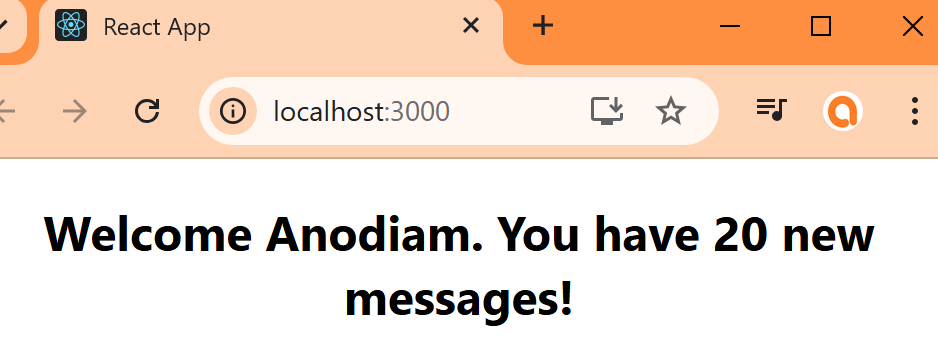 React App
localhost:3000
Welcome Anodiam. You have 20 new
messages!